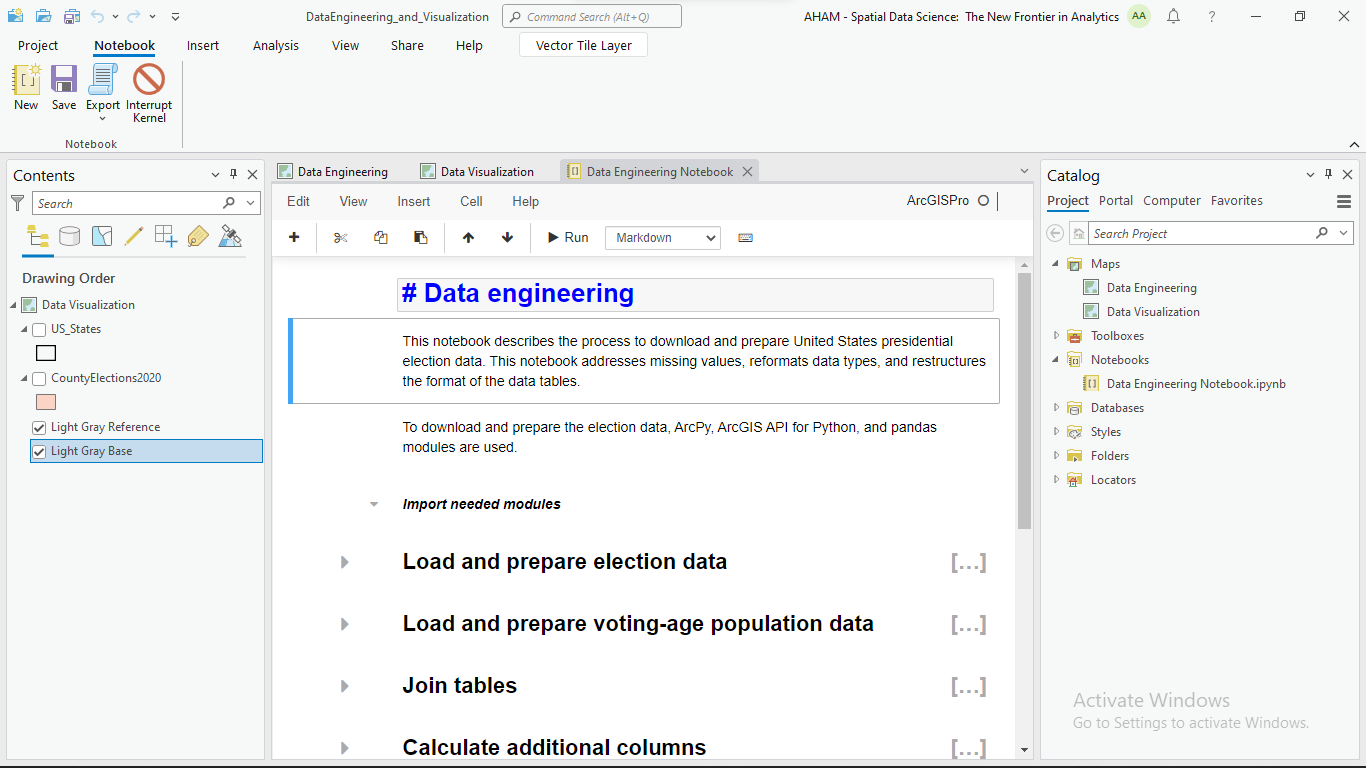 DataEngineering_and_Visualization
Command Search (Alt+Q)
AHAM - Spatial Data Science: The New Frontier in Analytics
AA
?
Project
Notebook
Insert
Analysis
View
Share
Help
Vector Tile Layer
New
Save
Export
Interrupt
Kernel
Notebook
Contents
Search
Drawing Order
Data Visualization
US_States
CountyElections2020
Light Gray Reference
Light Gray Base
Data Engineering
Data Visualization
Data Engineering Notebook
Edit
View
Insert
Cell
Help
ArcGISPro
Run
Markdown
# Data engineering
This notebook describes the process to download and prepare United States presidential
election data. This notebook addresses missing values, reformats data types, and restructures
the format of the data tables.
To download and prepare the election data, ArcPy, ArcGIS API for Python, and pandas
modules are used.
Import needed modules
Load and prepare election data
[...]
Load and prepare voting-age population data
[...]
Join tables
[...]
Calculate additional columns
[...]
Catalog
Project
Portal
Computer
Favorites
Search Project
Maps
Data Engineering
Data Visualization
Toolboxes
Notebooks
Data Engineering Notebook.ipynb
Databases
Styles
Folders
Locators
Activate Windows
Go to Settings to activate Windows.